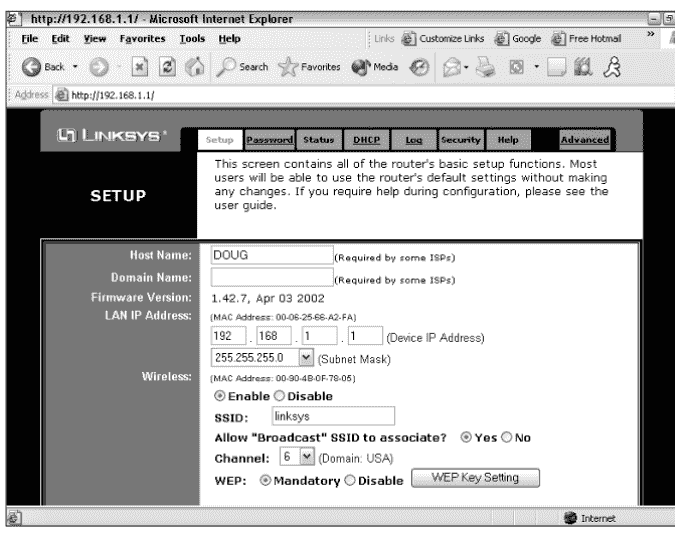 http://192.168.1.1/ - Microsoft Internet Explorer
File Edit View Favorites Tools Help Links Customize Links Google Free Hotmail »
Back Search Favorites Media
Address http://192.168.1.1/
LINKSYS®
Setup Password Status DHCP Log Security Help Advanced
SETUP
This screen contains all of the router's basic setup functions. Most
users will be able to use the router's default settings without making
any changes. If you require help during configuration, please see the
user guide.
Host Name: DOUG (Required by some ISPs)
Domain Name: (Required by some ISPs)
Firmware Version: 1.42.7, Apr 03 2002
LAN IP Address: (MAC Address: 00-06-25-66-A2-FA)
192 . 168 . 1 . 1 (Device IP Address)
255.255.255.0 (Subnet Mask)
Wireless: (MAC Address: 00-90-4B-0F-78-05)
Enable Disable
SSID: linksys
Allow "Broadcast" SSID to associate? Yes No
Channel: 6 (Domain: USA)
WEP: Mandatory Disable WEP Key Setting
Internet